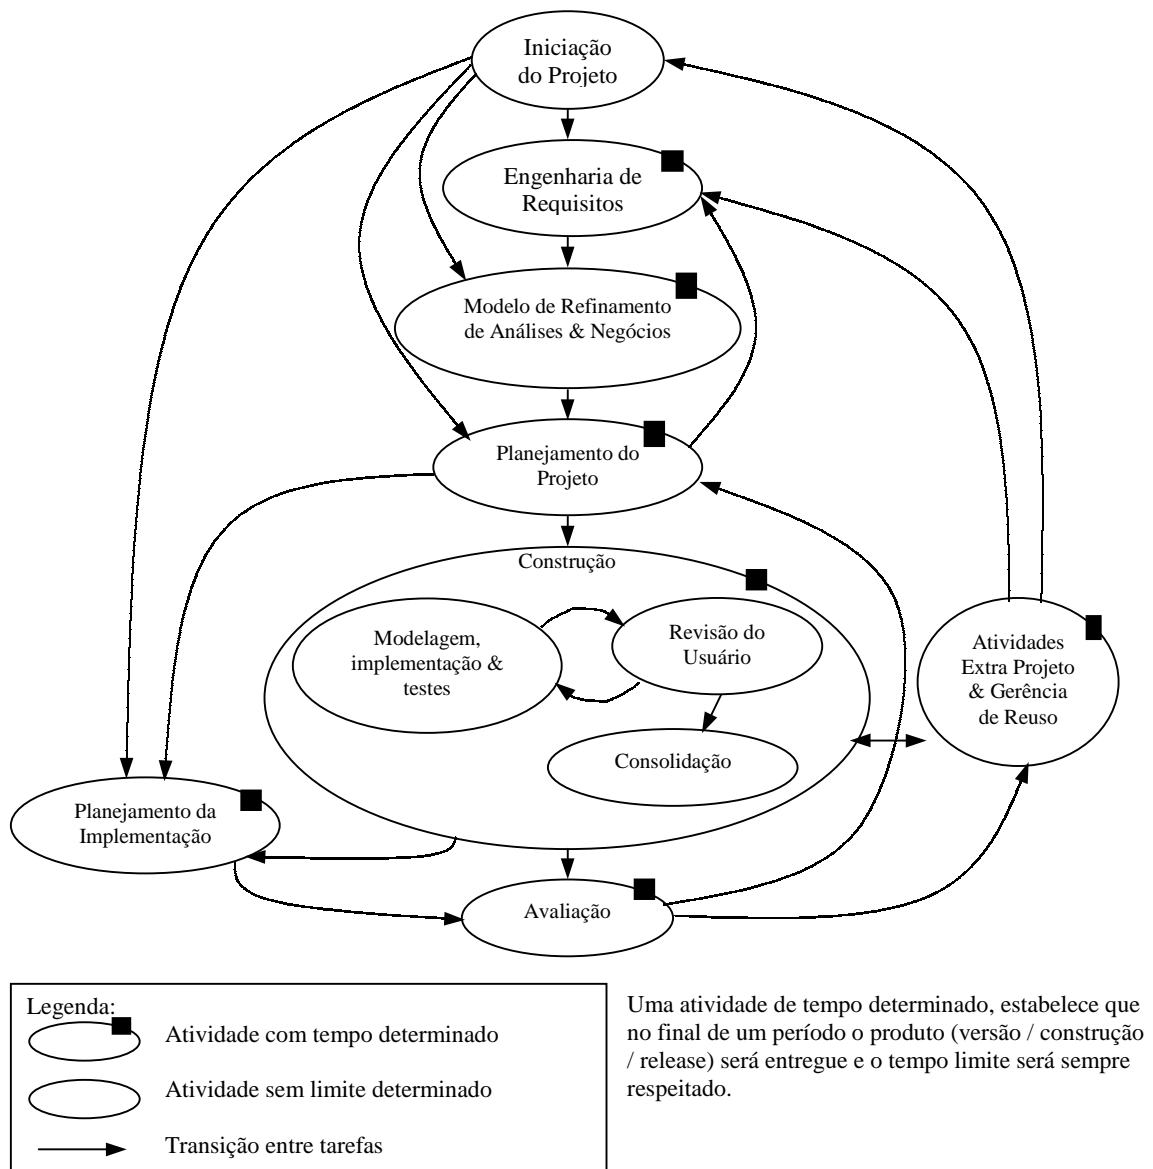 Iniciação
do Projeto
Engenharia de
Requisitos
Modelo de Refinamento
de Análises & Negócios
Planejamento do
Projeto
Construção
Modelagem,
implementação &
testes
Revisão do
Usuário
Consolidação
Atividades
Extra Projeto
& Gerência
de Reuso
Planejamento da
Implementação
Avaliação
Legenda:
Atividade com tempo determinado
Atividade sem limite determinado
Transição entre tarefas
Uma atividade de tempo determinado, estabelece que
no final de um período o produto (versão / construção
/ release) será entregue e o tempo limite será sempre
respeitado.